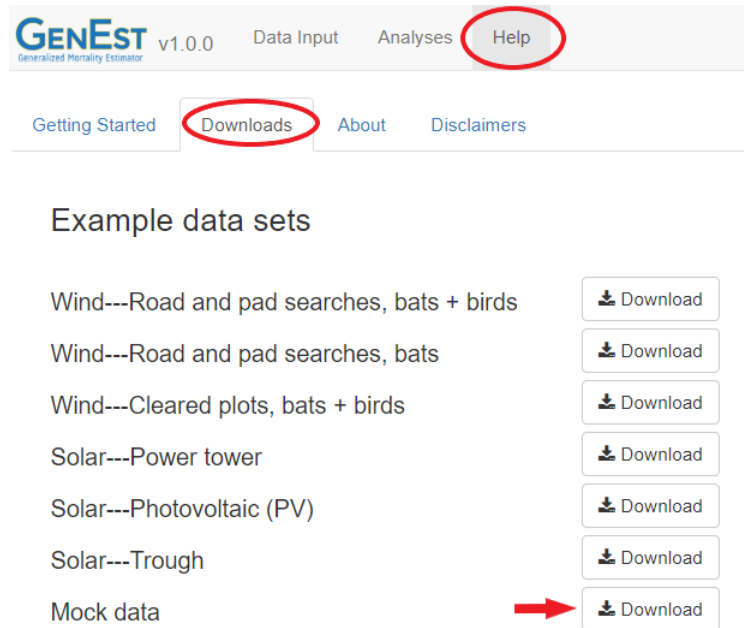 GENEST v1.0.0 Data Input Analyses Help
Generalized Mortality Estimator
Getting Started Downloads About Disclaimers
Example data sets
Wind---Road and pad searches, bats + birds Download
Wind---Road and pad searches, bats Download
Wind---Cleared plots, bats + birds Download
Solar---Power tower Download
Solar---Photovoltaic (PV) Download
Solar---Trough Download
Mock data Download